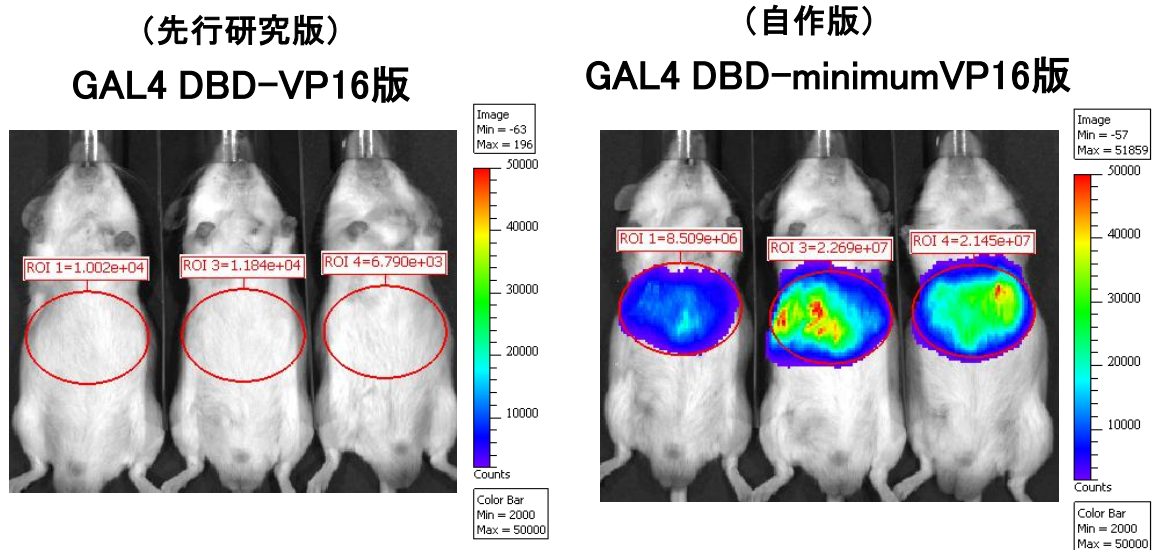 (先行研究版)
GAL4 DBD-VP16版
Image
Min = -63
Max = 196
50000
40000
30000
20000
10000
Counts
Color Bar
Min = 2000
Max = 50000
ROI 1=1.002e+04
ROI 3=1.184e+04
ROI 4=6.790e+03
(自作版)
GAL4 DBD-minimumVP16版
Image
Min = -57
Max = 51859
50000
40000
30000
20000
10000
Counts
Color Bar
Min = 2000
Max = 50000
ROI 1=8.509e+06
ROI 3=2.269e+07
ROI 4=2.145e+07